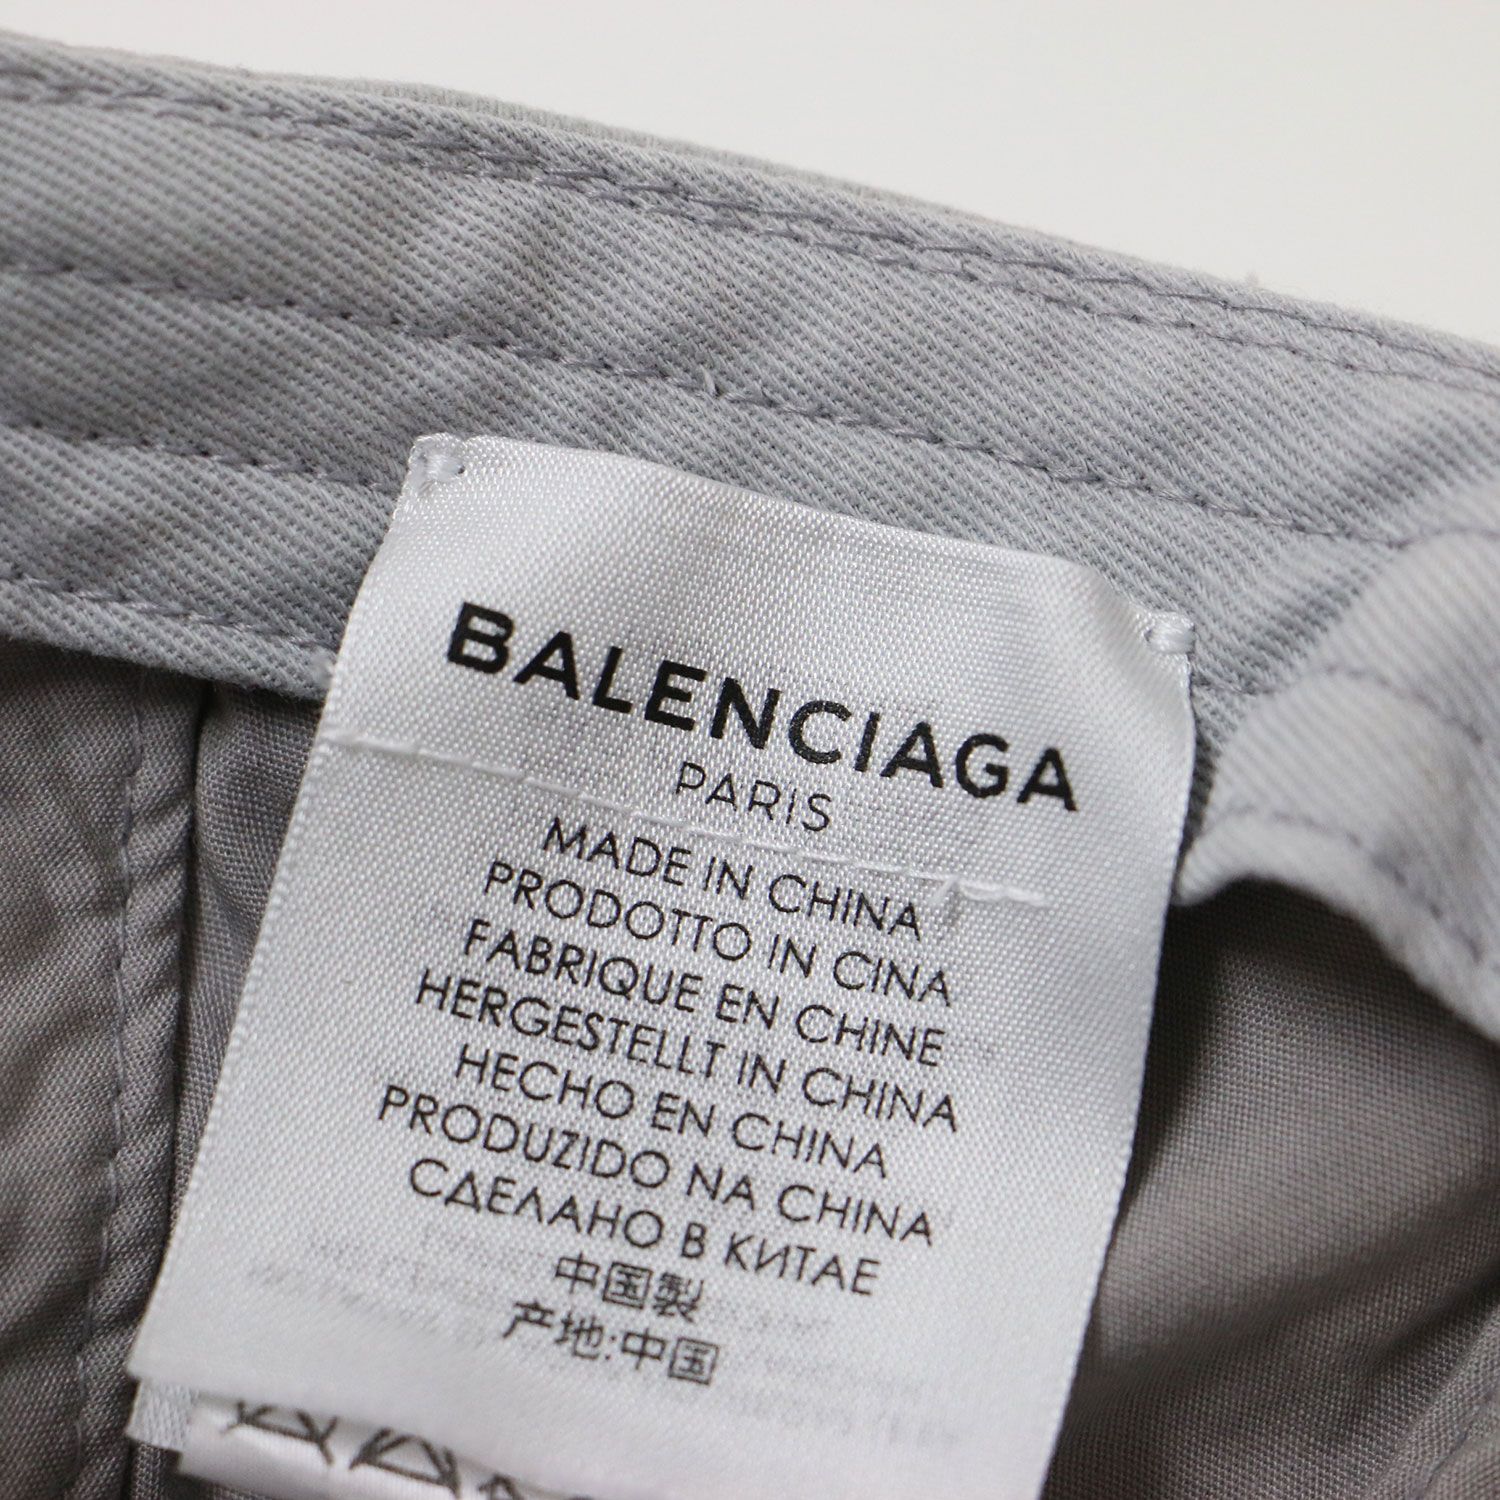 BALENCIAGA
PARIS
MADE IN CHINA
PRODOTTO IN CINA
FABRIQUE EN CHINE
HERGESTELLT IN CHINA
HECHO EN CHINA
PRODUZIDO NA CHINA
СДЕЛАНО В КИТАЕ
中国製
产地:中国